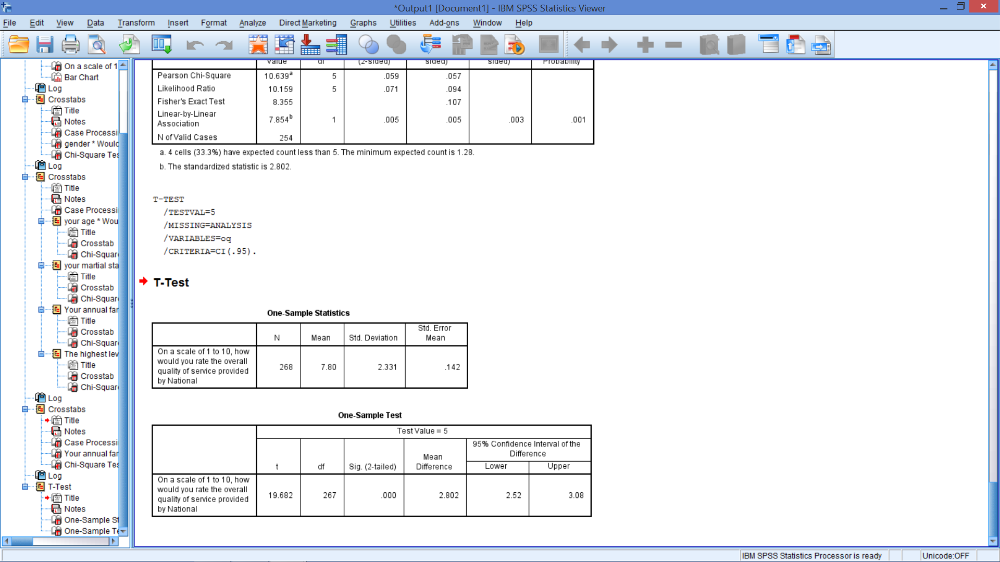 *Output1 [Document1] - IBM SPSS Statistics Viewer
File Edit View Data Transform Insert Format Analyze Direct Marketing Graphs Utilities Add-ons Window Help
On a scale of 1
Bar Chart
Log
Crosstabs
Title
Notes
Case Processi
gender * Would
Chi-Square Tes
Log
Crosstabs
Title
Notes
Case Processi
your age * Wou
Title
Crosstab
Chi-Squar
your martial sta
Title
Crosstab
Chi-Squar
Your annual far
Title
Crosstab
Chi-Squar
The highest lev
Title
Crosstab
Chi-Squar
Log
Crosstabs
Title
Notes
Case Processi
Your annual far
Chi-Square Tes
Log
T-Test
Title
Notes
One-Sample St
One-Sample Te
Value df (2-sided) sided) sided) Probability
Pearson Chi-Square 10.639a 5 .059 .057
Likelihood Ratio 10.159 5 .071 .094
Fisher's Exact Test 8.355 .107
Linear-by-Linear
Association 7.854b 1 .005 .005 .003 .001
N of Valid Cases 254
a. 4 cells (33.3%) have expected count less than 5. The minimum expected count is 1.28.
b. The standardized statistic is 2.802.
T-TEST
/TESTVAL=5
/MISSING=ANALYSIS
/VARIABLES=oq
/CRITERIA=CI(.95).
T-Test
One-Sample Statistics
N Mean Std. Deviation Std. Error
Mean
On a scale of 1 to 10, how
would you rate the overall
quality of service provided
by National
268 7.80 2.331 .142
One-Sample Test
Test Value = 5
95% Confidence Interval of the
Difference
t df Sig. (2-tailed) Mean
Difference Lower Upper
On a scale of 1 to 10, how
would you rate the overall
quality of service provided
by National
19.682 267 .000 2.802 2.52 3.08
IBM SPSS Statistics Processor is ready Unicode:OFF